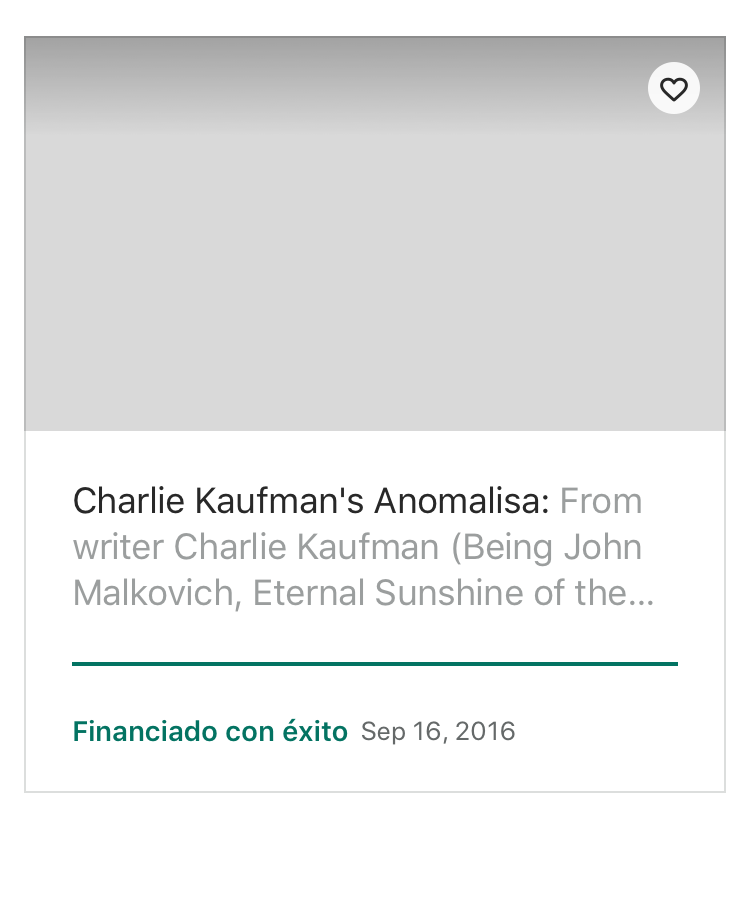 Charlie Kaufman's Anomalisa: From
writer Charlie Kaufman (Being John
Malkovich, Eternal Sunshine of the…
Financiado con éxito Sep 16, 2016